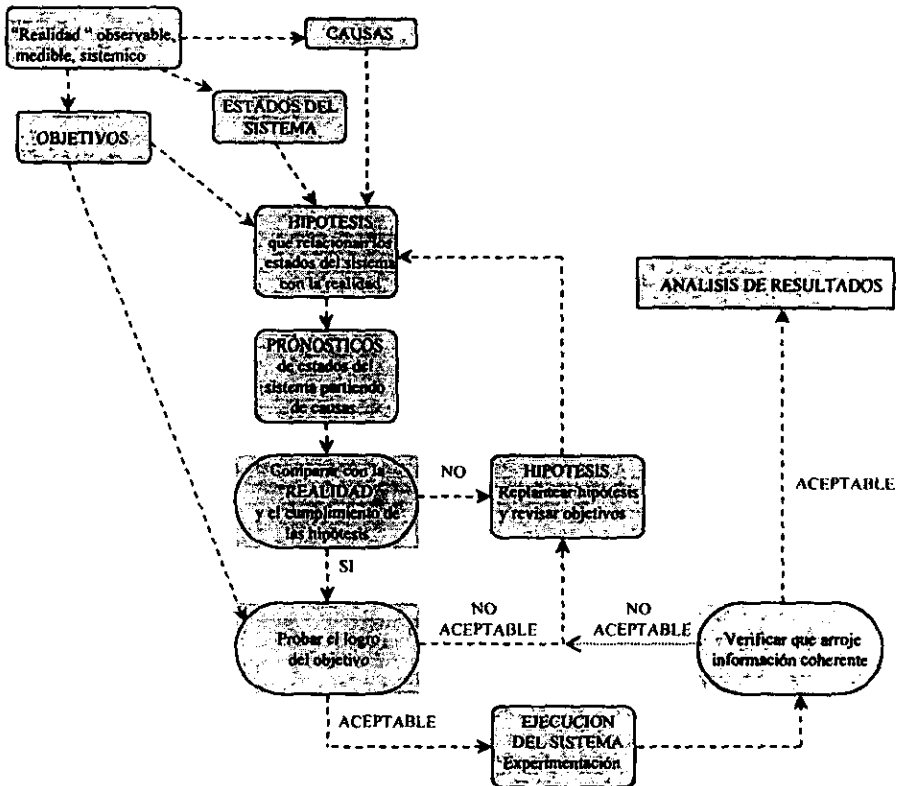 "Realidad " observable,
medible, sistemico
CAUSAS
ESTADOS DEL
SISTEMA
OBJETIVOS
HIPOTESIS
que relacionan los
estados del sistema
con la realidad
ANALISIS DE RESULTADOS
PRONOSTICOS
de estados del
sistema partiendo
de causas
Comparar con la
"REALIDAD"
y el cumplimiento de
las hipótesis
NO
HIPOTESIS
Replantear hipótesis
y revisar objetivos
ACEPTABLE
SI
Probar el logro
del objetivo
NO
ACEPTABLE
NO
ACEPTABLE
Verificar que arroje
información coherente
ACEPTABLE
EJECUCION
DEL SISTEMA
Experimentación